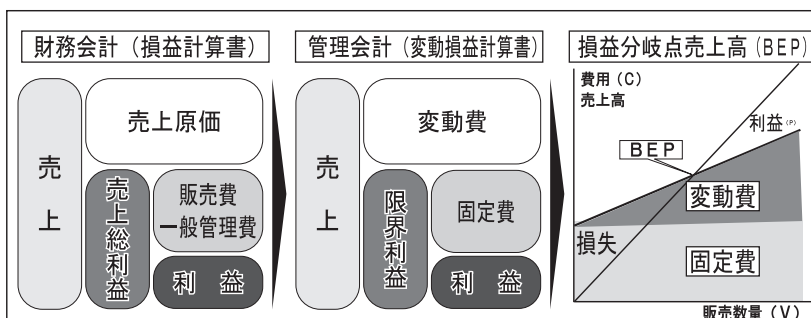 財務会計（損益計算書）
売上
売上原価
売上総利益
販売費
一般管理費
利益
管理会計（変動損益計算書）
売上
変動費
限界利益
固定費
利益
損益分岐点売上高（BEP）
費用（C）
売上高
利益（P）
BEP
変動費
損失
固定費
販売数量（V）